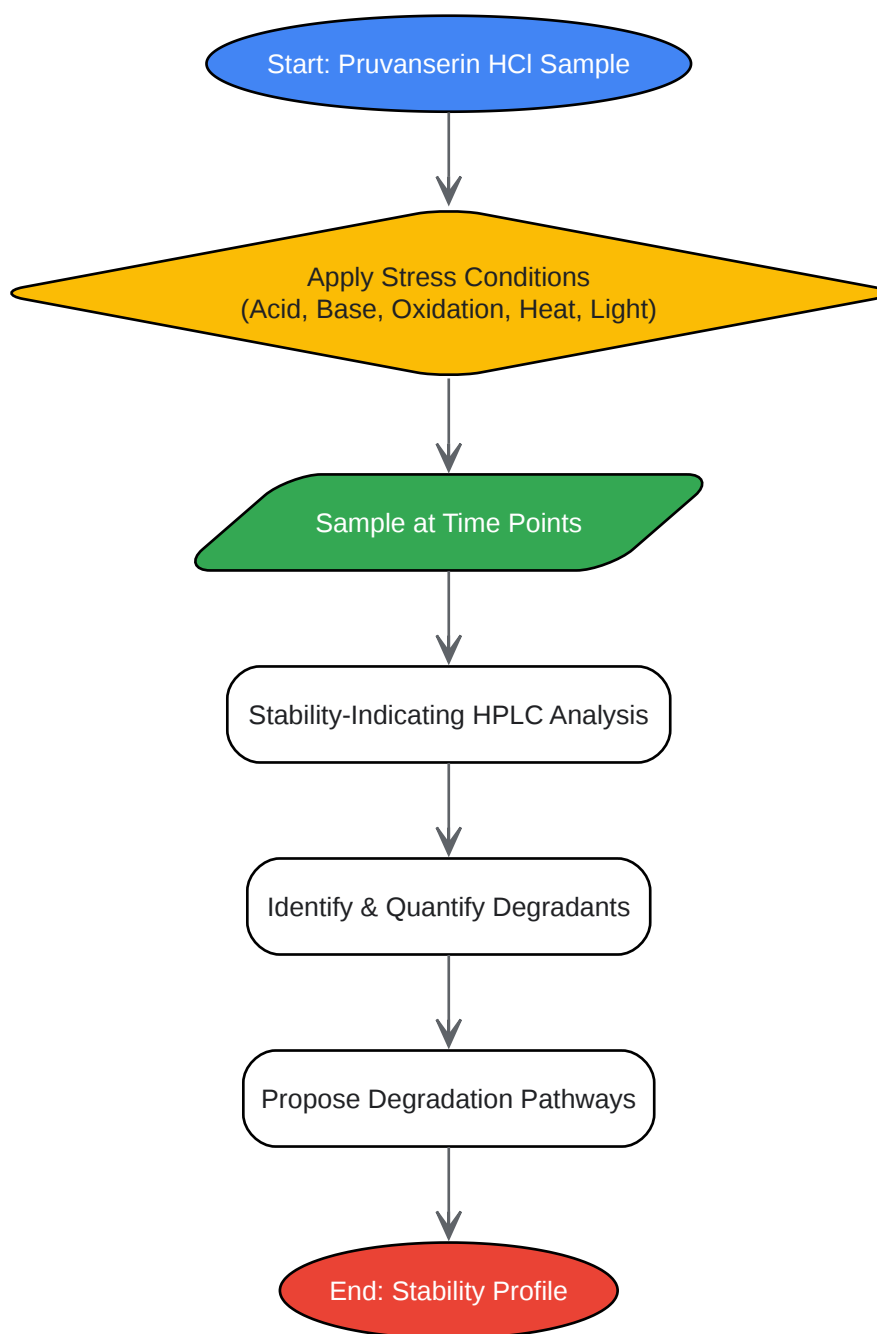 Start: Pruvanserin HCl Sample
Apply Stress Conditions
(Acid, Base, Oxidation, Heat, Light)
Sample at Time Points
Stability-Indicating HPLC Analysis
Identify & Quantify Degradants
Propose Degradation Pathways
End: Stability Profile